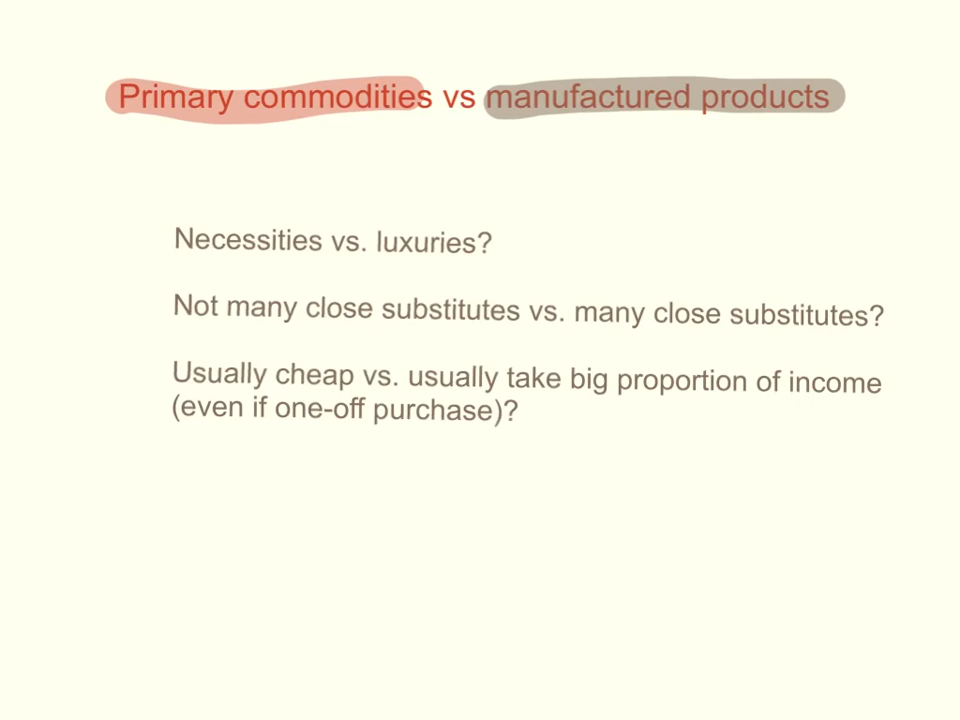 Primary commodities vs manufactured products
Necessities vs. luxuries?
Not many close substitutes vs. many close substitutes?
Usually cheap vs. usually take big proportion of income
(even if one-off purchase)?